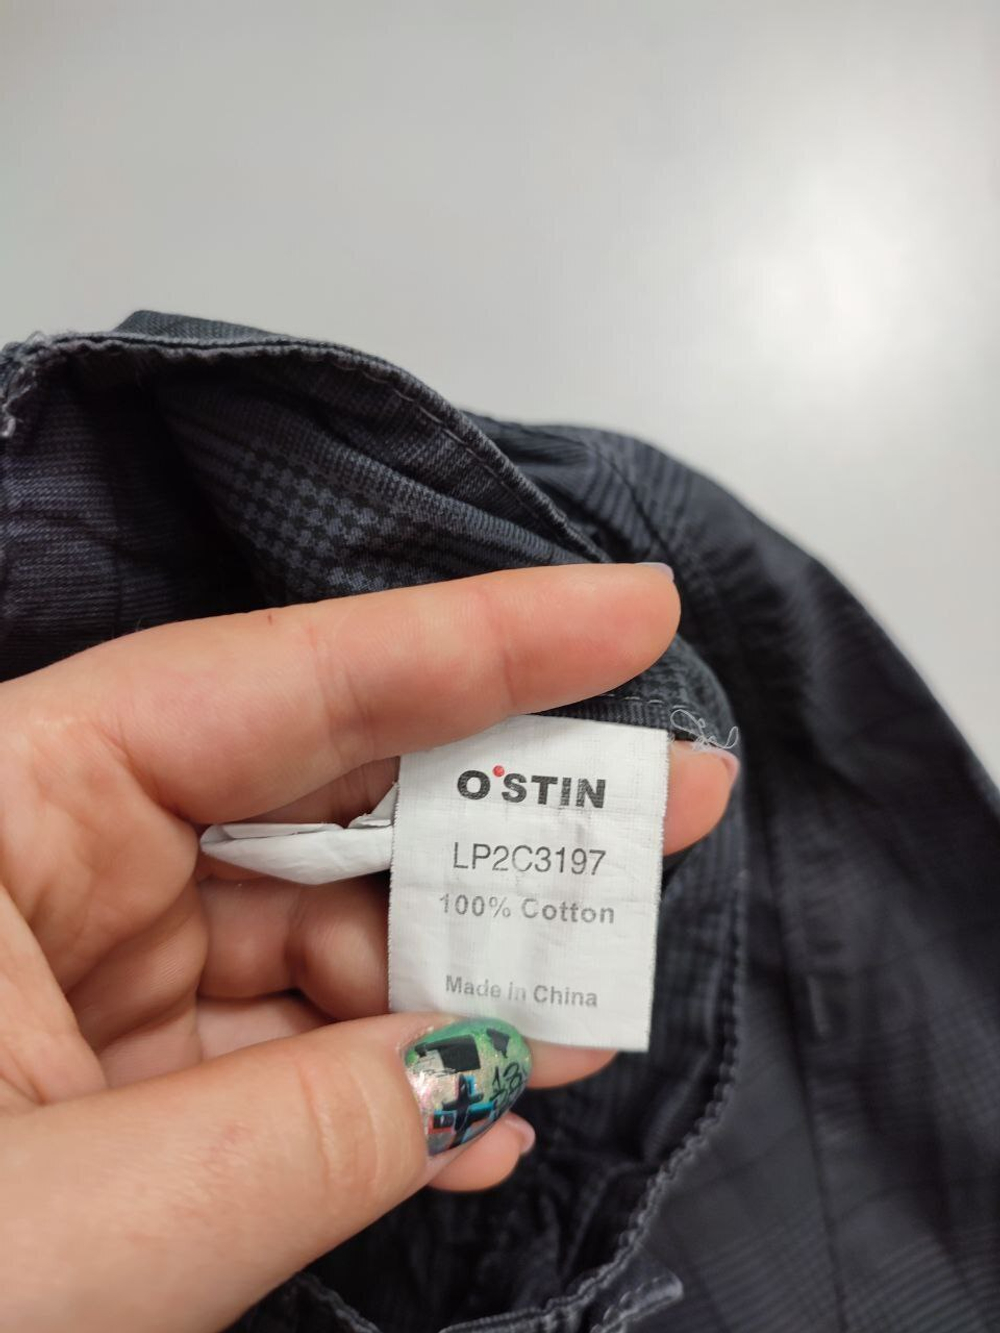 O'STIN
LP2C3197
100% Cotton
Made in China